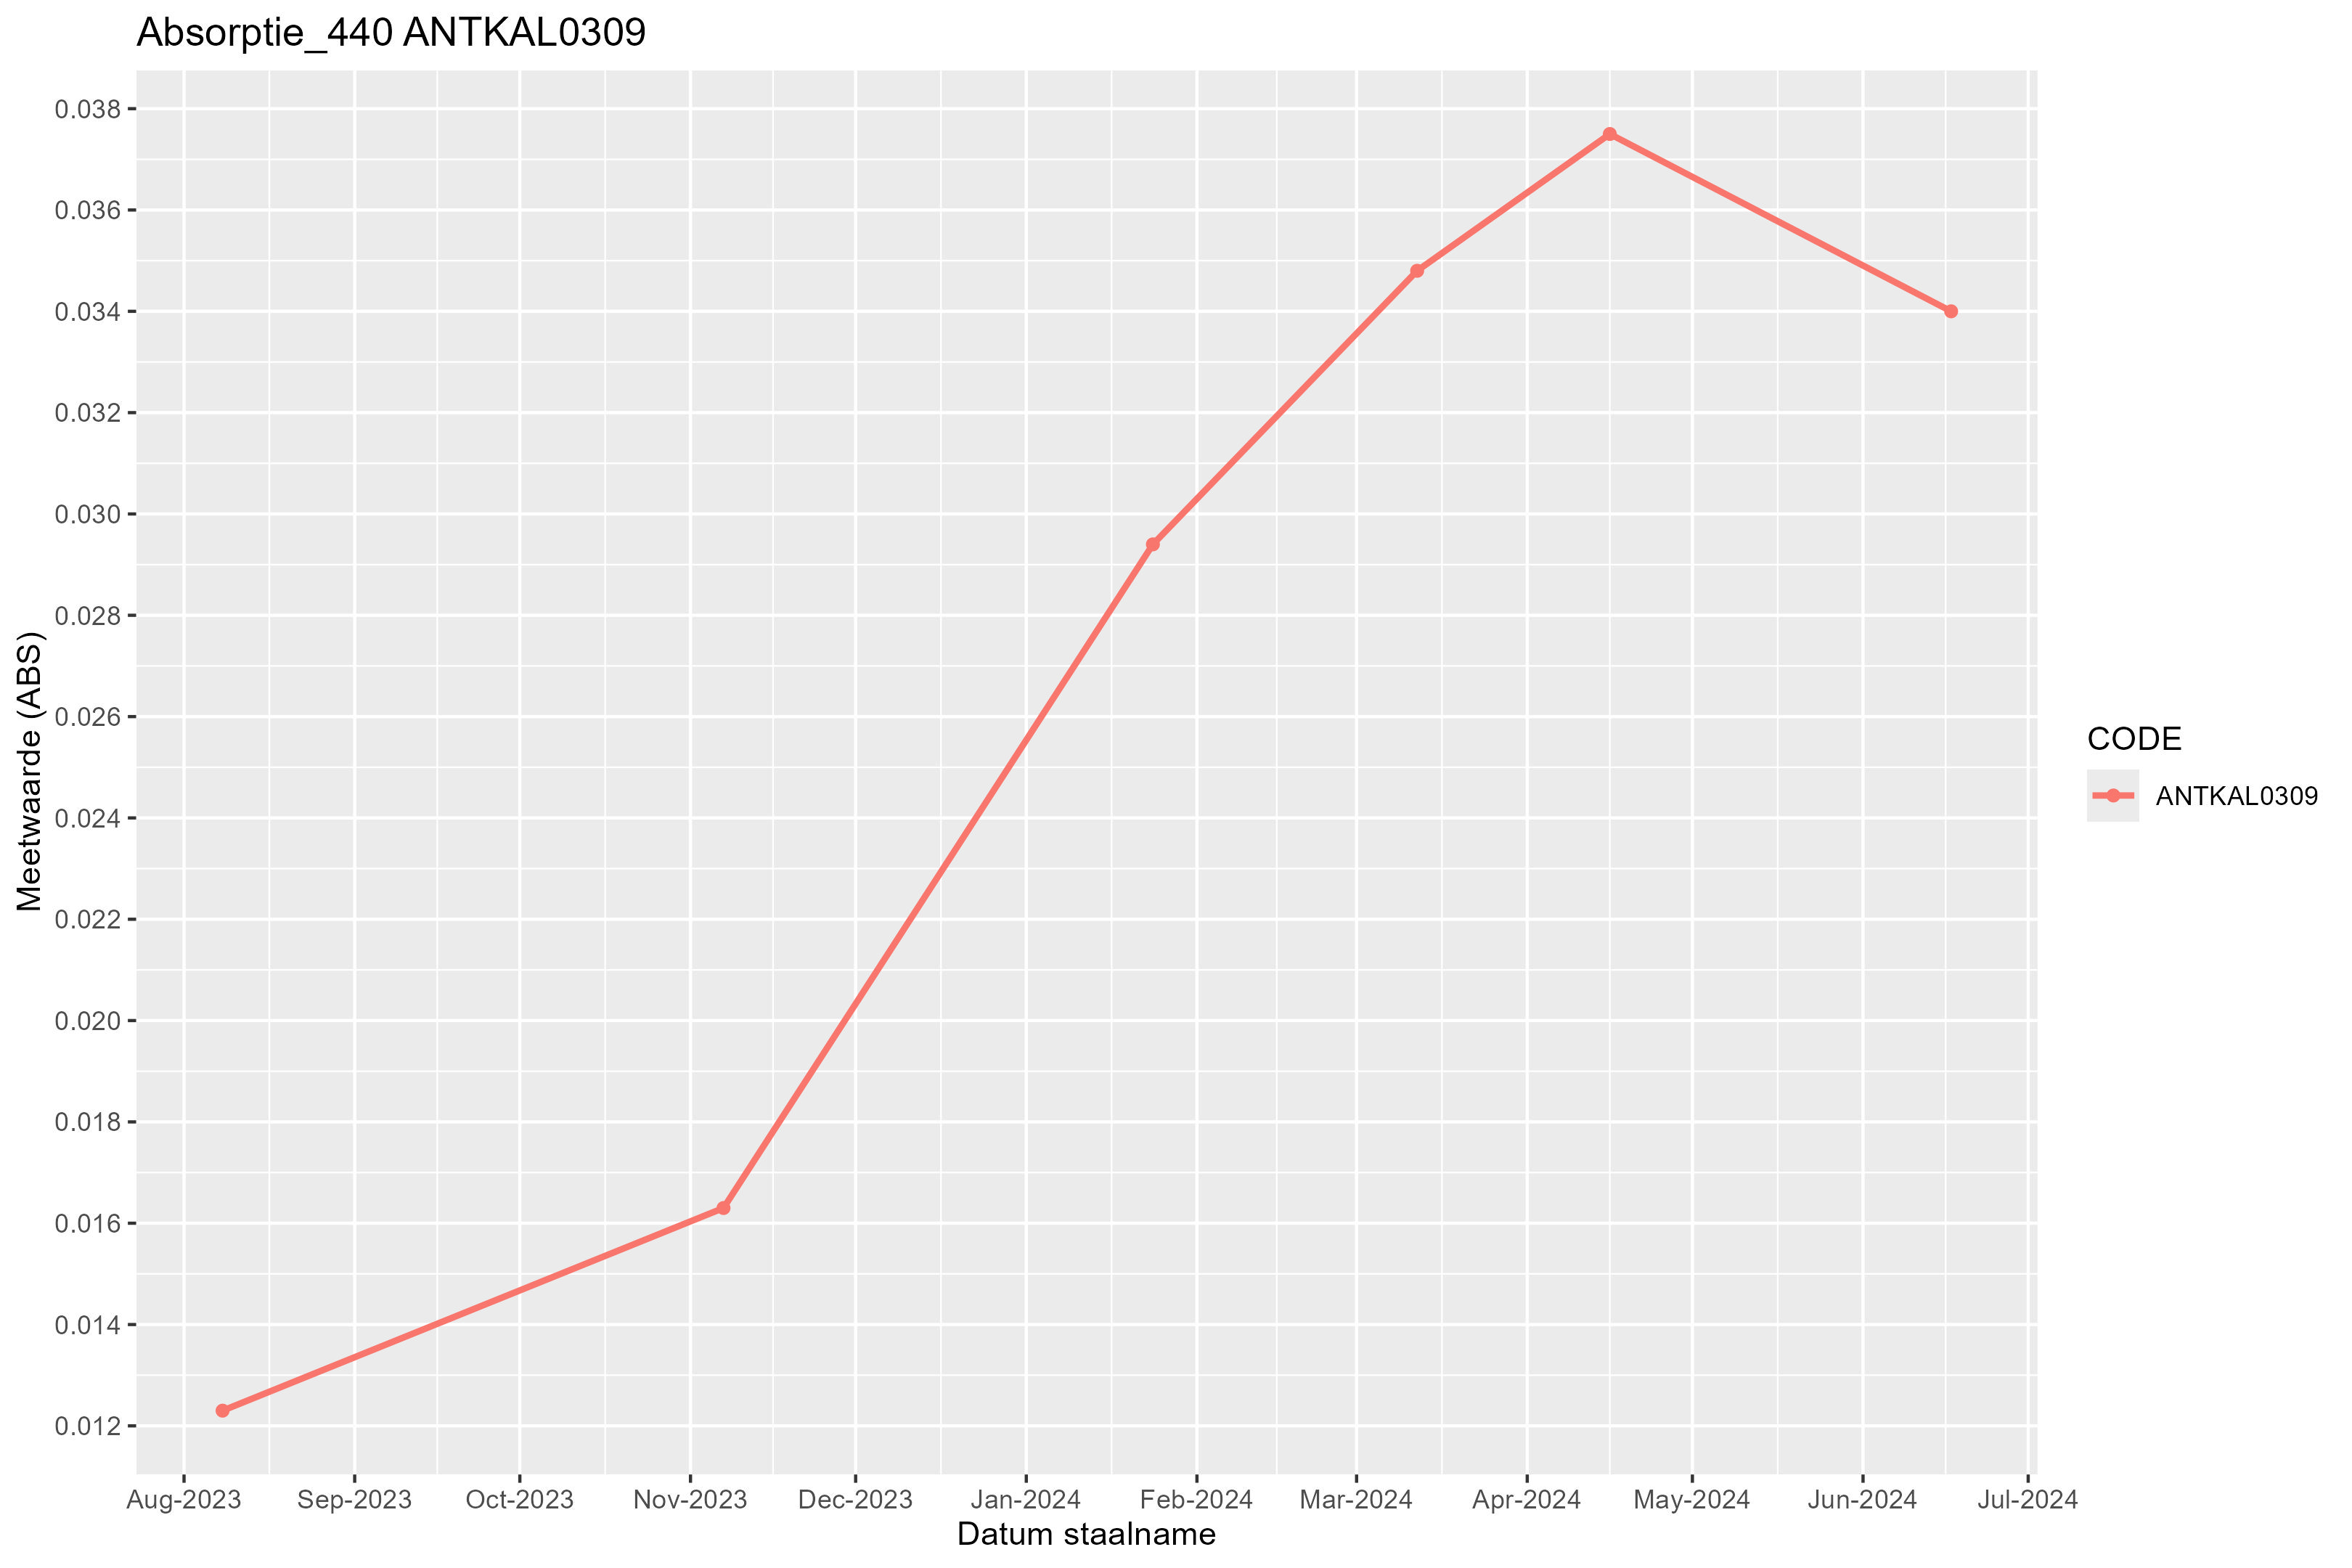 Absorptie_440 ANTKAL0309
0.038
0.036
0.034
0.032
0.030
0.028
0.026
0.024
0.022
0.020
0.018
0.016
0.014
0.012
Meetwaarde (ABS)
Aug-2023 Sep-2023 Oct-2023 Nov-2023 Dec-2023 Jan-2024 Feb-2024 Mar-2024 Apr-2024 May-2024 Jun-2024 Jul-2024
Datum staalname
CODE
ANTKAL0309